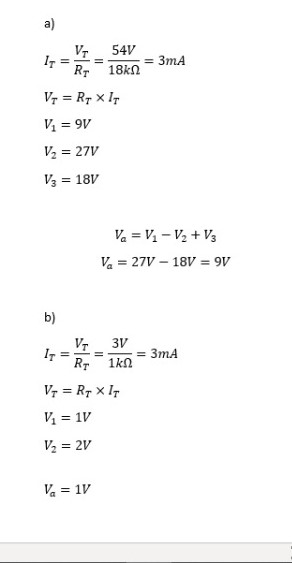 a)
I_T = V_T / R_T = 54V / 18kΩ = 3mA
V_T = R_T × I_T
V_1 = 9V
V_2 = 27V
V_3 = 18V
V_a = V_1 − V_2 + V_3
V_a = 27V − 18V = 9V
b)
I_T = V_T / R_T = 3V / 1kΩ = 3mA
V_T = R_T × I_T
V_1 = 1V
V_2 = 2V
V_a = 1V